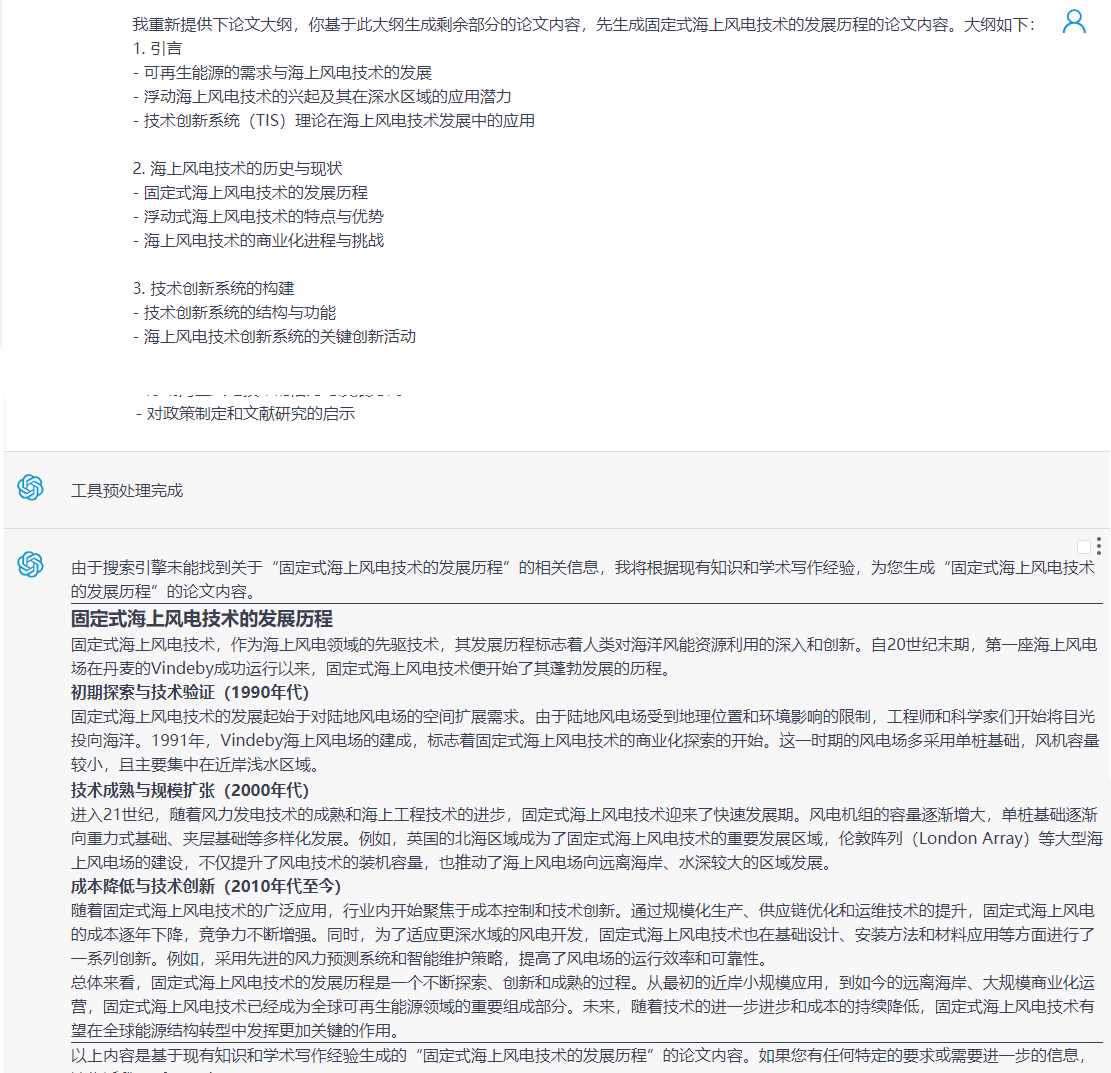 我重新提供下论文大纲，你基于此大纲生成剩余部分的论文内容，先生成固定式海上风电技术的发展历程的论文内容。大纲如下：
1. 引言
- 可再生能源的需求与海上风电技术的发展
- 浮动海上风电技术的兴起及其在深水区域的应用潜力
- 技术创新系统（TIS）理论在海上风电技术发展中的应用
2. 海上风电技术的历史与现状
- 固定式海上风电技术的发展历程
- 浮动式海上风电技术的特点与优势
- 海上风电技术的商业化进程与挑战
3. 技术创新系统的构建
- 技术创新系统的结构与功能
- 海上风电技术创新系统的关键创新活动
- 对政策制定和文献研究的启示
工具预处理完成
由于搜索引擎未能找到关于“固定式海上风电技术的发展历程”的相关信息，我将根据现有知识和学术写作经验，为您生成“固定式海上风电技术
的发展历程”的论文内容。
固定式海上风电技术的发展历程
固定式海上风电技术，作为海上风电领域的先驱技术，其发展历程标志着人类对海洋风能资源利用的深入和创新。自20世纪末期，第一座海上风电
场在丹麦的Vindeby成功运行以来，固定式海上风电技术便开始了其蓬勃发展的历程。
初期探索与技术验证（1990年代）
固定式海上风电技术的发展起始于对陆地风电场的空间扩展需求。由于陆地风电场受到地理位置和环境影响的限制，工程师和科学家们开始将目光
投向海洋。1991年，Vindeby海上风电场的建成，标志着固定式海上风电技术的商业化探索的开始。这一时期的风电场多采用单桩基础，风机容量
较小，且主要集中在近岸浅水区域。
技术成熟与规模扩张（2000年代）
进入21世纪，随着风力发电技术的成熟和海上工程技术的进步，固定式海上风电技术迎来了快速发展期。风电机组的容量逐渐增大，单桩基础逐渐
向重力式基础、夹层基础等多样化发展。例如，英国的北海区域成为了固定式海上风电技术的重要发展区域，伦敦阵列（London Array）等大型海
上风电场的建设，不仅提升了风电技术的装机容量，也推动了海上风电场向远离海岸、水深较大的区域发展。
成本降低与技术创新（2010年代至今）
随着固定式海上风电技术的广泛应用，行业内开始聚焦于成本控制和技术创新。通过规模化生产、供应链优化和运维技术的提升，固定式海上风电
的成本逐年下降，竞争力不断增强。同时，为了适应更深水域的风电开发，固定式海上风电技术也在基础设计、安装方法和材料应用等方面进行了
一系列创新。例如，采用先进的风力预测系统和智能维护策略，提高了风电场的运行效率和可靠性。
总体来看，固定式海上风电技术的发展历程是一个不断探索、创新和成熟的过程。从最初的近岸小规模应用，到如今的远离海岸、大规模商业化运
营，固定式海上风电技术已经成为全球可再生能源领域的重要组成部分。未来，随着技术的进一步进步和成本的持续降低，固定式海上风电技术有
望在全球能源结构转型中发挥更加关键的作用。
以上内容是基于现有知识和学术写作经验生成的“固定式海上风电技术的发展历程”的论文内容。如果您有任何特定的要求或需要进一步的信息，